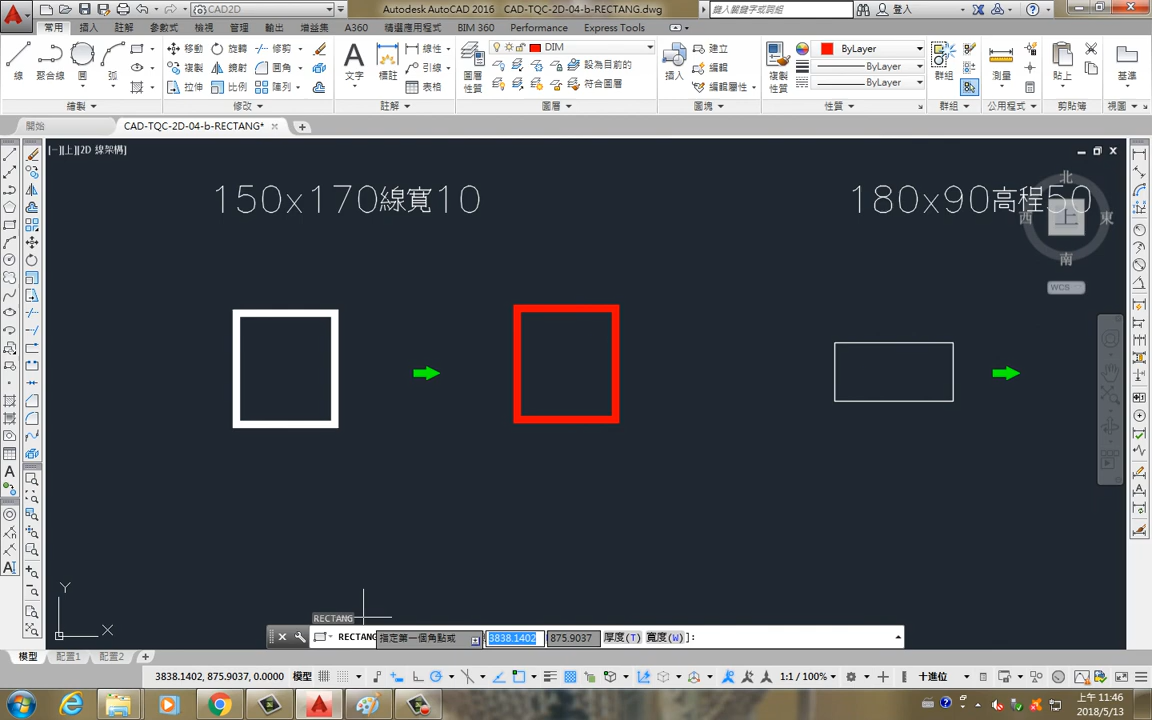 CAD2D
Autodesk AutoCAD 2016 CAD-TQC-2D-04-b-RECTANG.dwg
鍵入關鍵字或詞組
登入
常用 插入 註解 參數式 檢視 管理 輸出 增益集 A360 精選應用程式 BIM 360 Performance Express Tools
線
聚合線
圓
弧
移動 旋轉 修剪
複製 鏡射 圓角
拉伸 比例 陣列
文字
標註
線性
引線
表格
圖層性質
DIM
設為目前的
符合圖層
插入
建立
編輯
編輯屬性
複製性質
ByLayer
ByLayer
ByLayer
群組
測量
貼上
基準
繪製 修改 註解 圖層 圖塊 性質 群組 公用程式 剪貼簿 視圖
開始
CAD-TQC-2D-04-b-RECTANG*
[−][上][2D 線架構]
150x170線寬10
180x90高程50
北
西 上 東
南
WCS
Y
X
RECTANG
RECTANG 指定第一個角點或 3838.1402 875.9037 厚度(T) 寬度(W)]:
模型 配置1 配置2
3838.1402, 875.9037, 0.0000 模型 1:1 / 100% 十進位
上午 11:46
2018/5/13